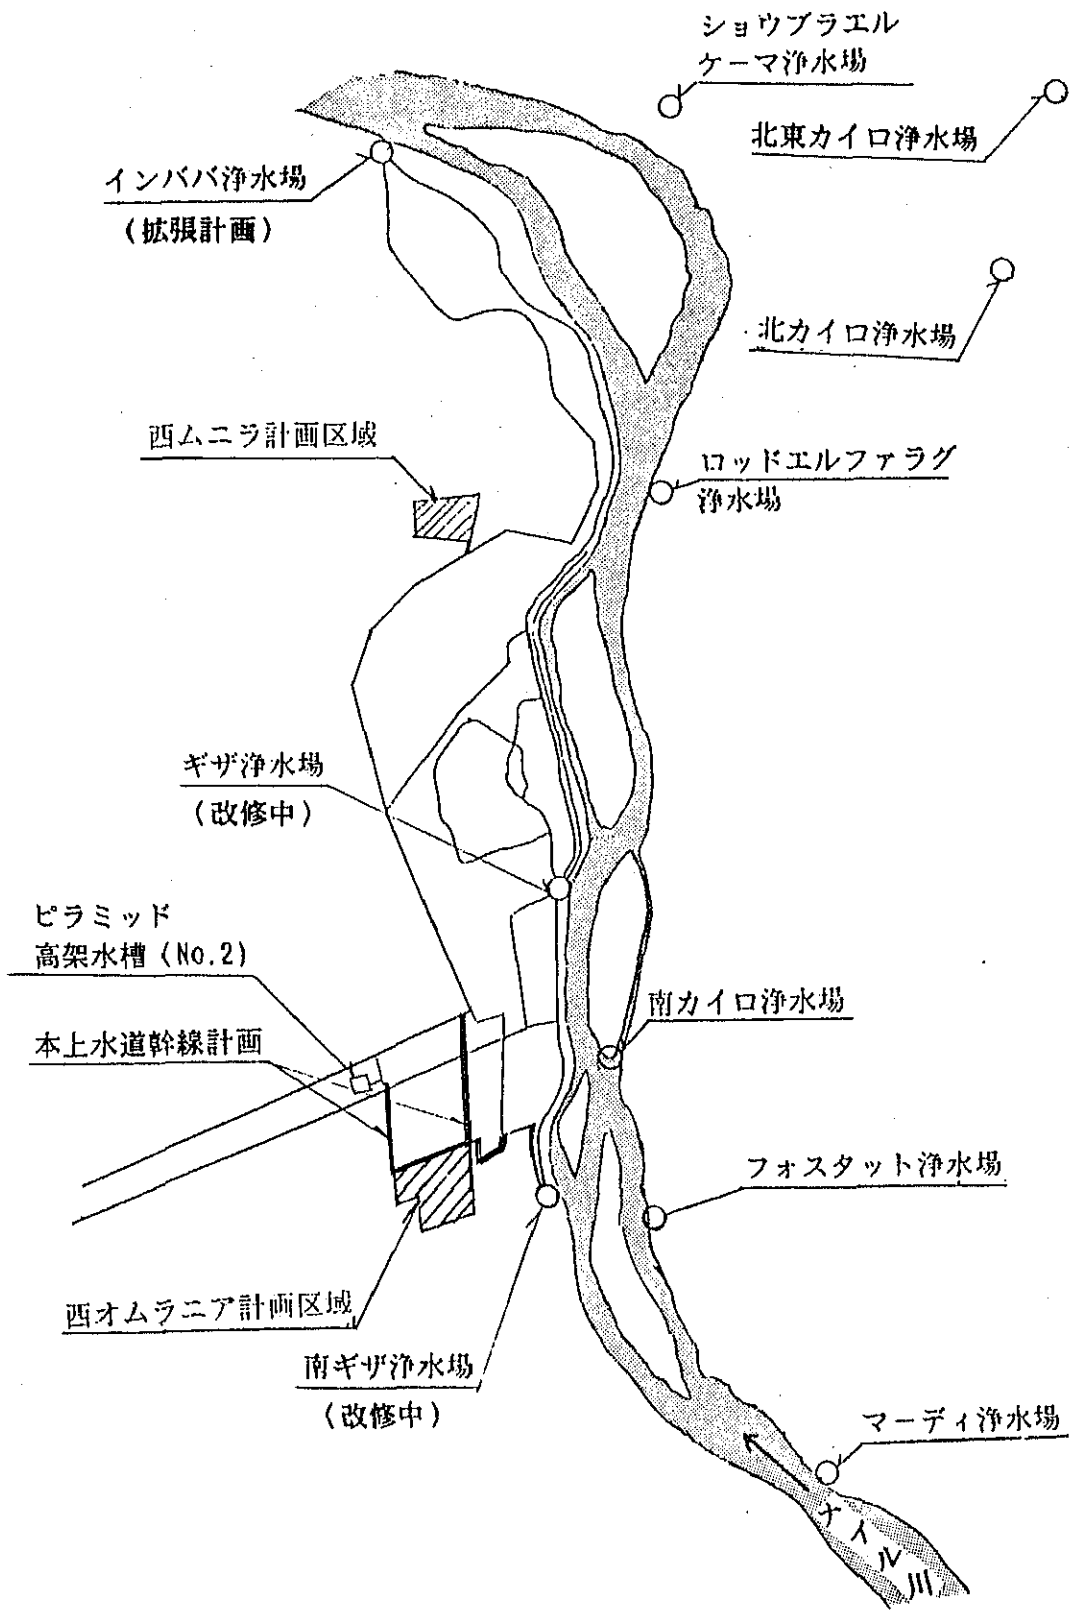 ショウブラエル
ケーマ浄水場
北東カイロ浄水場
インババ浄水場
(拡張計画)
北カイロ浄水場
西ムニラ計画区域
ロッドエルファラグ
浄水場
ギザ浄水場
(改修中)
ピラミッド
高架水槽(No.2)
南カイロ浄水場
本上水道幹線計画
フォスタット浄水場
西オムラニア計画区域
南ギザ浄水場
(改修中)
マーディ浄水場
ナイル川